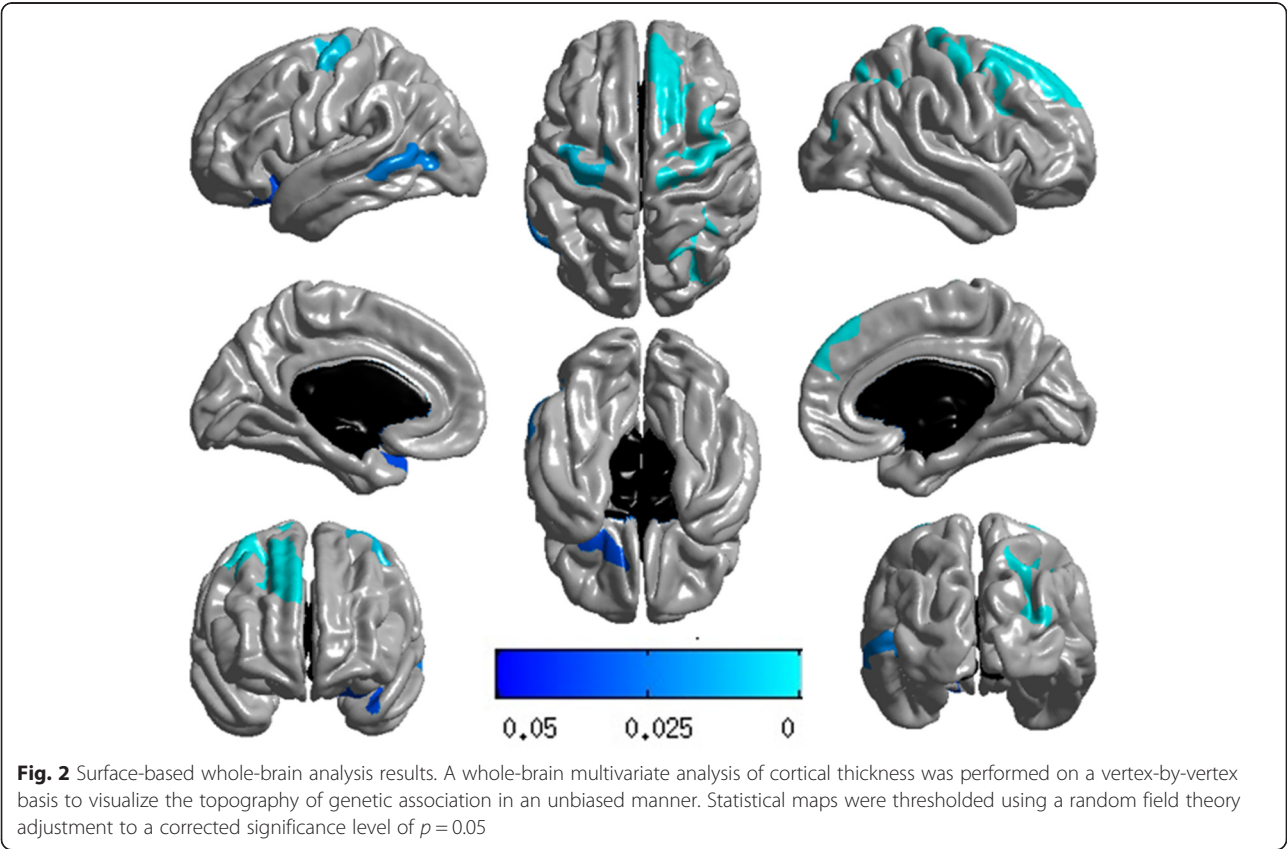 0.05 0.025 0
Fig. 2 Surface-based whole-brain analysis results. A whole-brain multivariate analysis of cortical thickness was performed on a vertex-by-vertex
basis to visualize the topography of genetic association in an unbiased manner. Statistical maps were thresholded using a random field theory
adjustment to a corrected significance level of p = 0.05